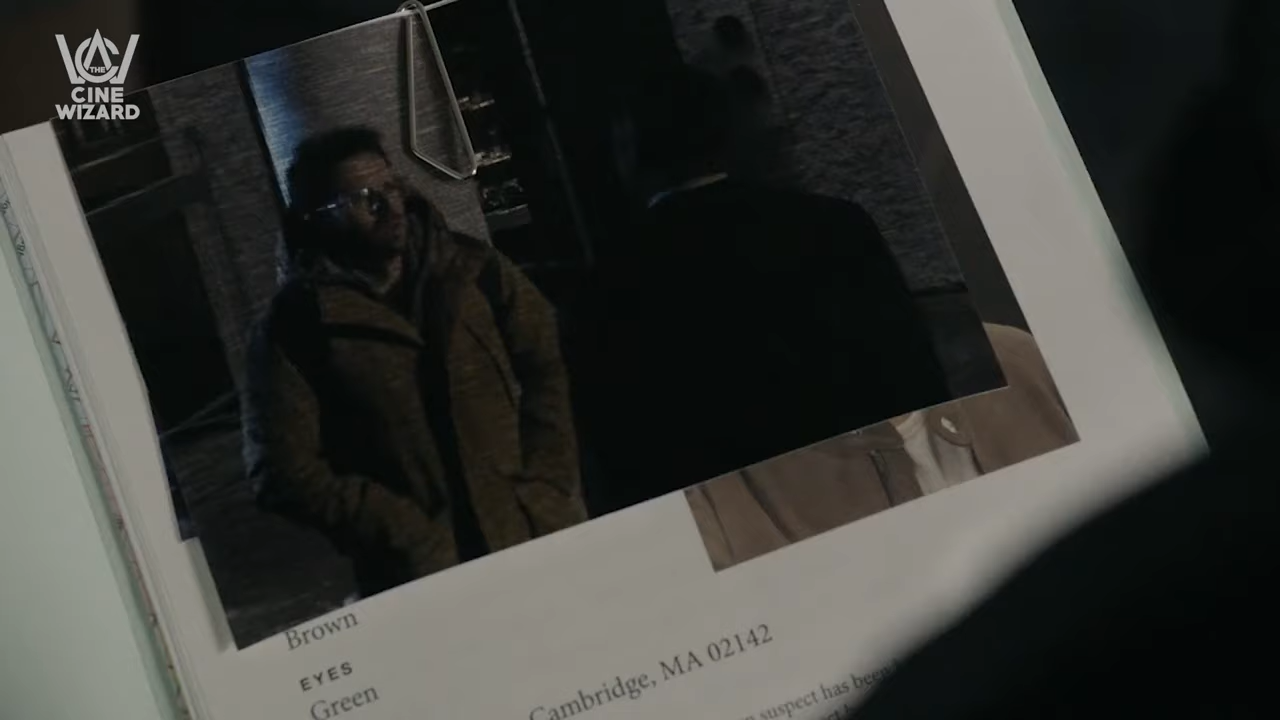 THE
CINE
WIZARD
Brown
EYES
Green
Cambridge, MA 02142
suspect has been